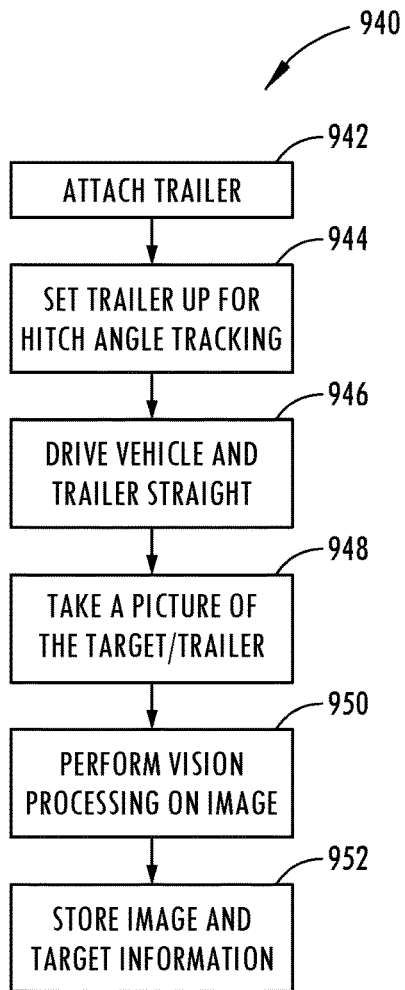 940
942
ATTACH TRAILER
944
SET TRAILER UP FOR
HITCH ANGLE TRACKING
946
DRIVE VEHICLE AND
TRAILER STRAIGHT
948
TAKE A PICTURE OF
THE TARGET/TRAILER
950
PERFORM VISION
PROCESSING ON IMAGE
952
STORE IMAGE AND
TARGET INFORMATION